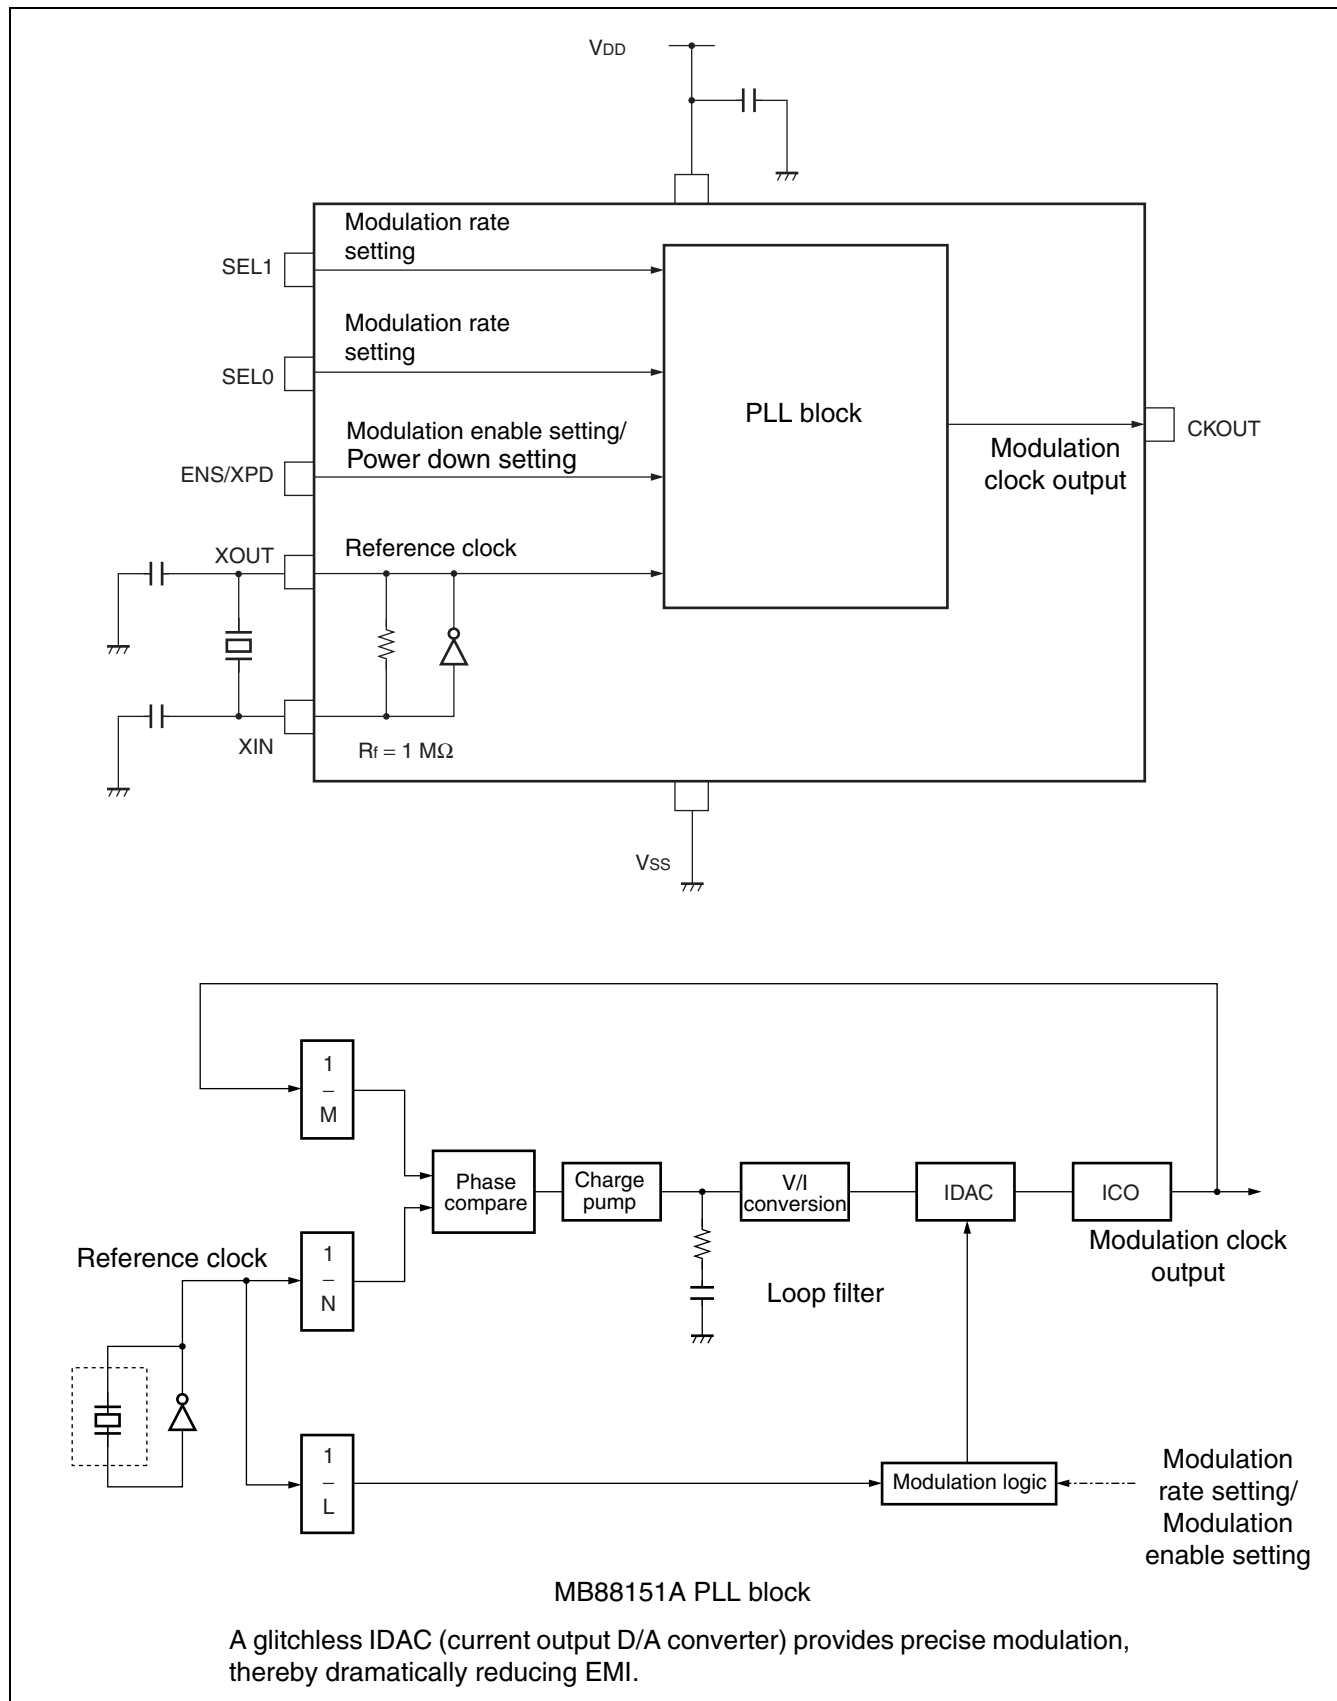 VDD
Modulation rate
setting
SEL1
Modulation rate
setting
SEL0
PLL block
CKOUT
Modulation enable setting/
Power down setting
Modulation
clock output
ENS/XPD
XOUT
Reference clock
XIN
Rf = 1 MΩ
VSS
1
M
Phase
compare
Charge
pump
V/I
conversion
IDAC
ICO
Modulation clock
output
Reference clock
1
N
Loop filter
1
L
Modulation logic
Modulation
rate setting/
Modulation
enable setting
MB88151A PLL block
A glitchless IDAC (current output D/A converter) provides precise modulation,
thereby dramatically reducing EMI.